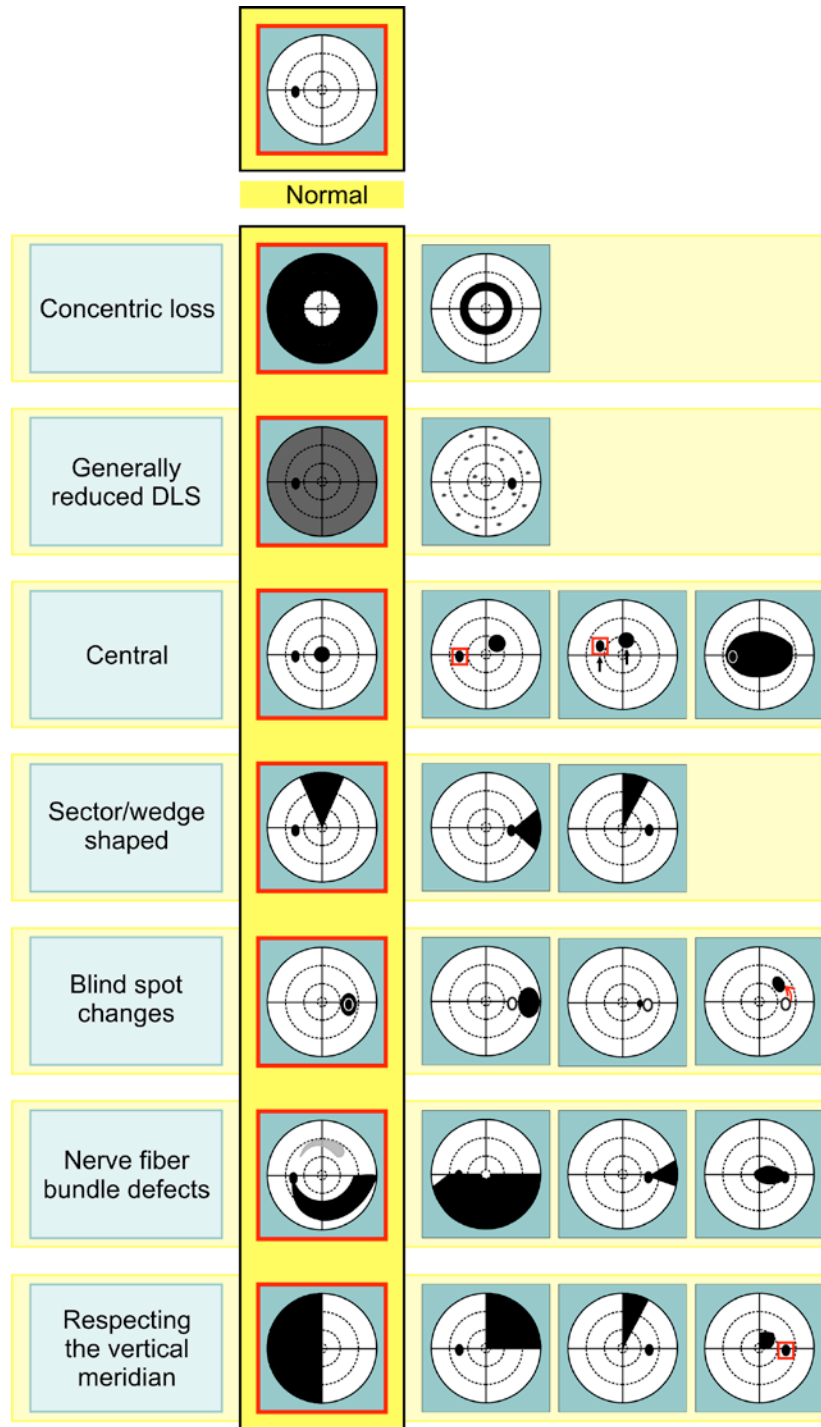 Normal
Concentric loss
Generally
reduced DLS
Central
Sector/wedge
shaped
Blind spot
changes
Nerve fiber
bundle defects
Respecting
the vertical
meridian